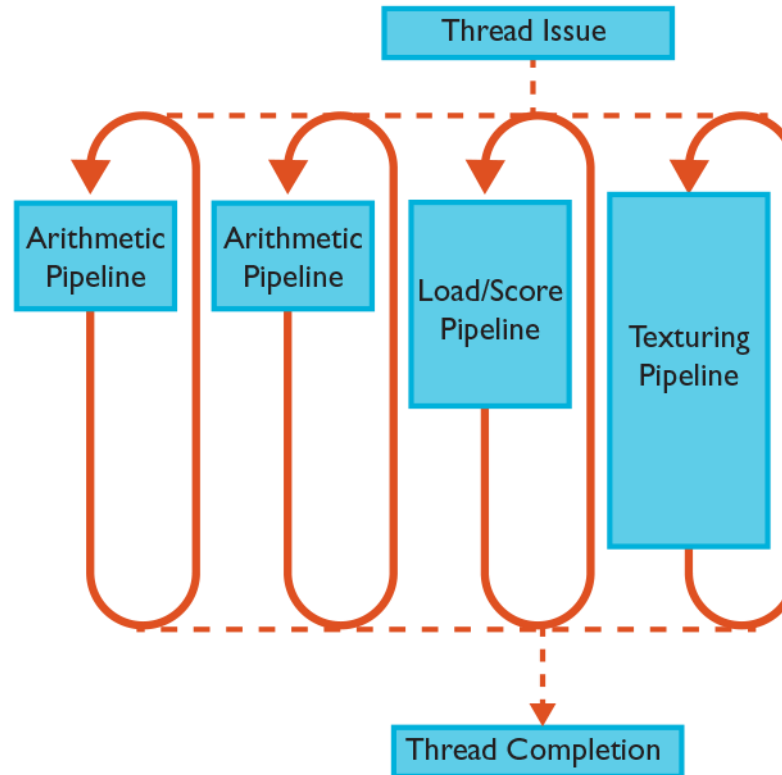 Thread Issue
Arithmetic
Pipeline
Arithmetic
Pipeline
Load/Score
Pipeline
Texturing
Pipeline
Thread Completion